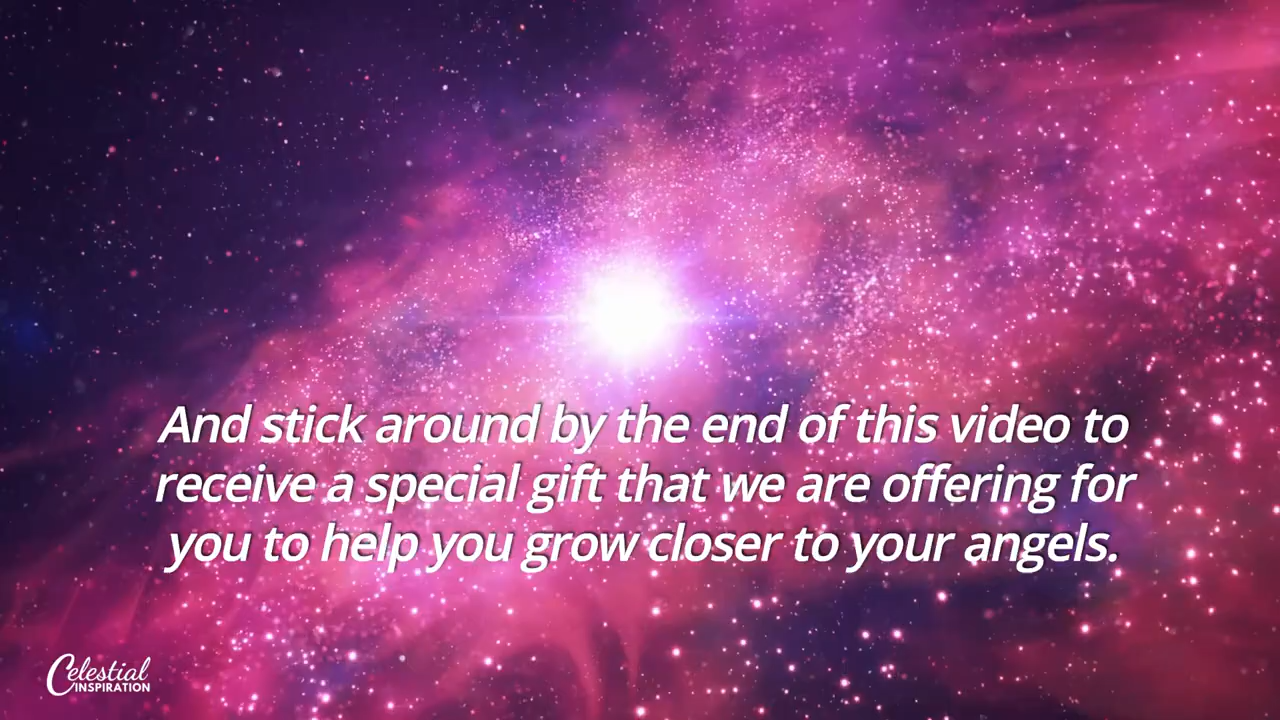 And stick around by the end of this video to
receive a special gift that we are offering for
you to help you grow closer to your angels.
Celestial
INSPIRATION